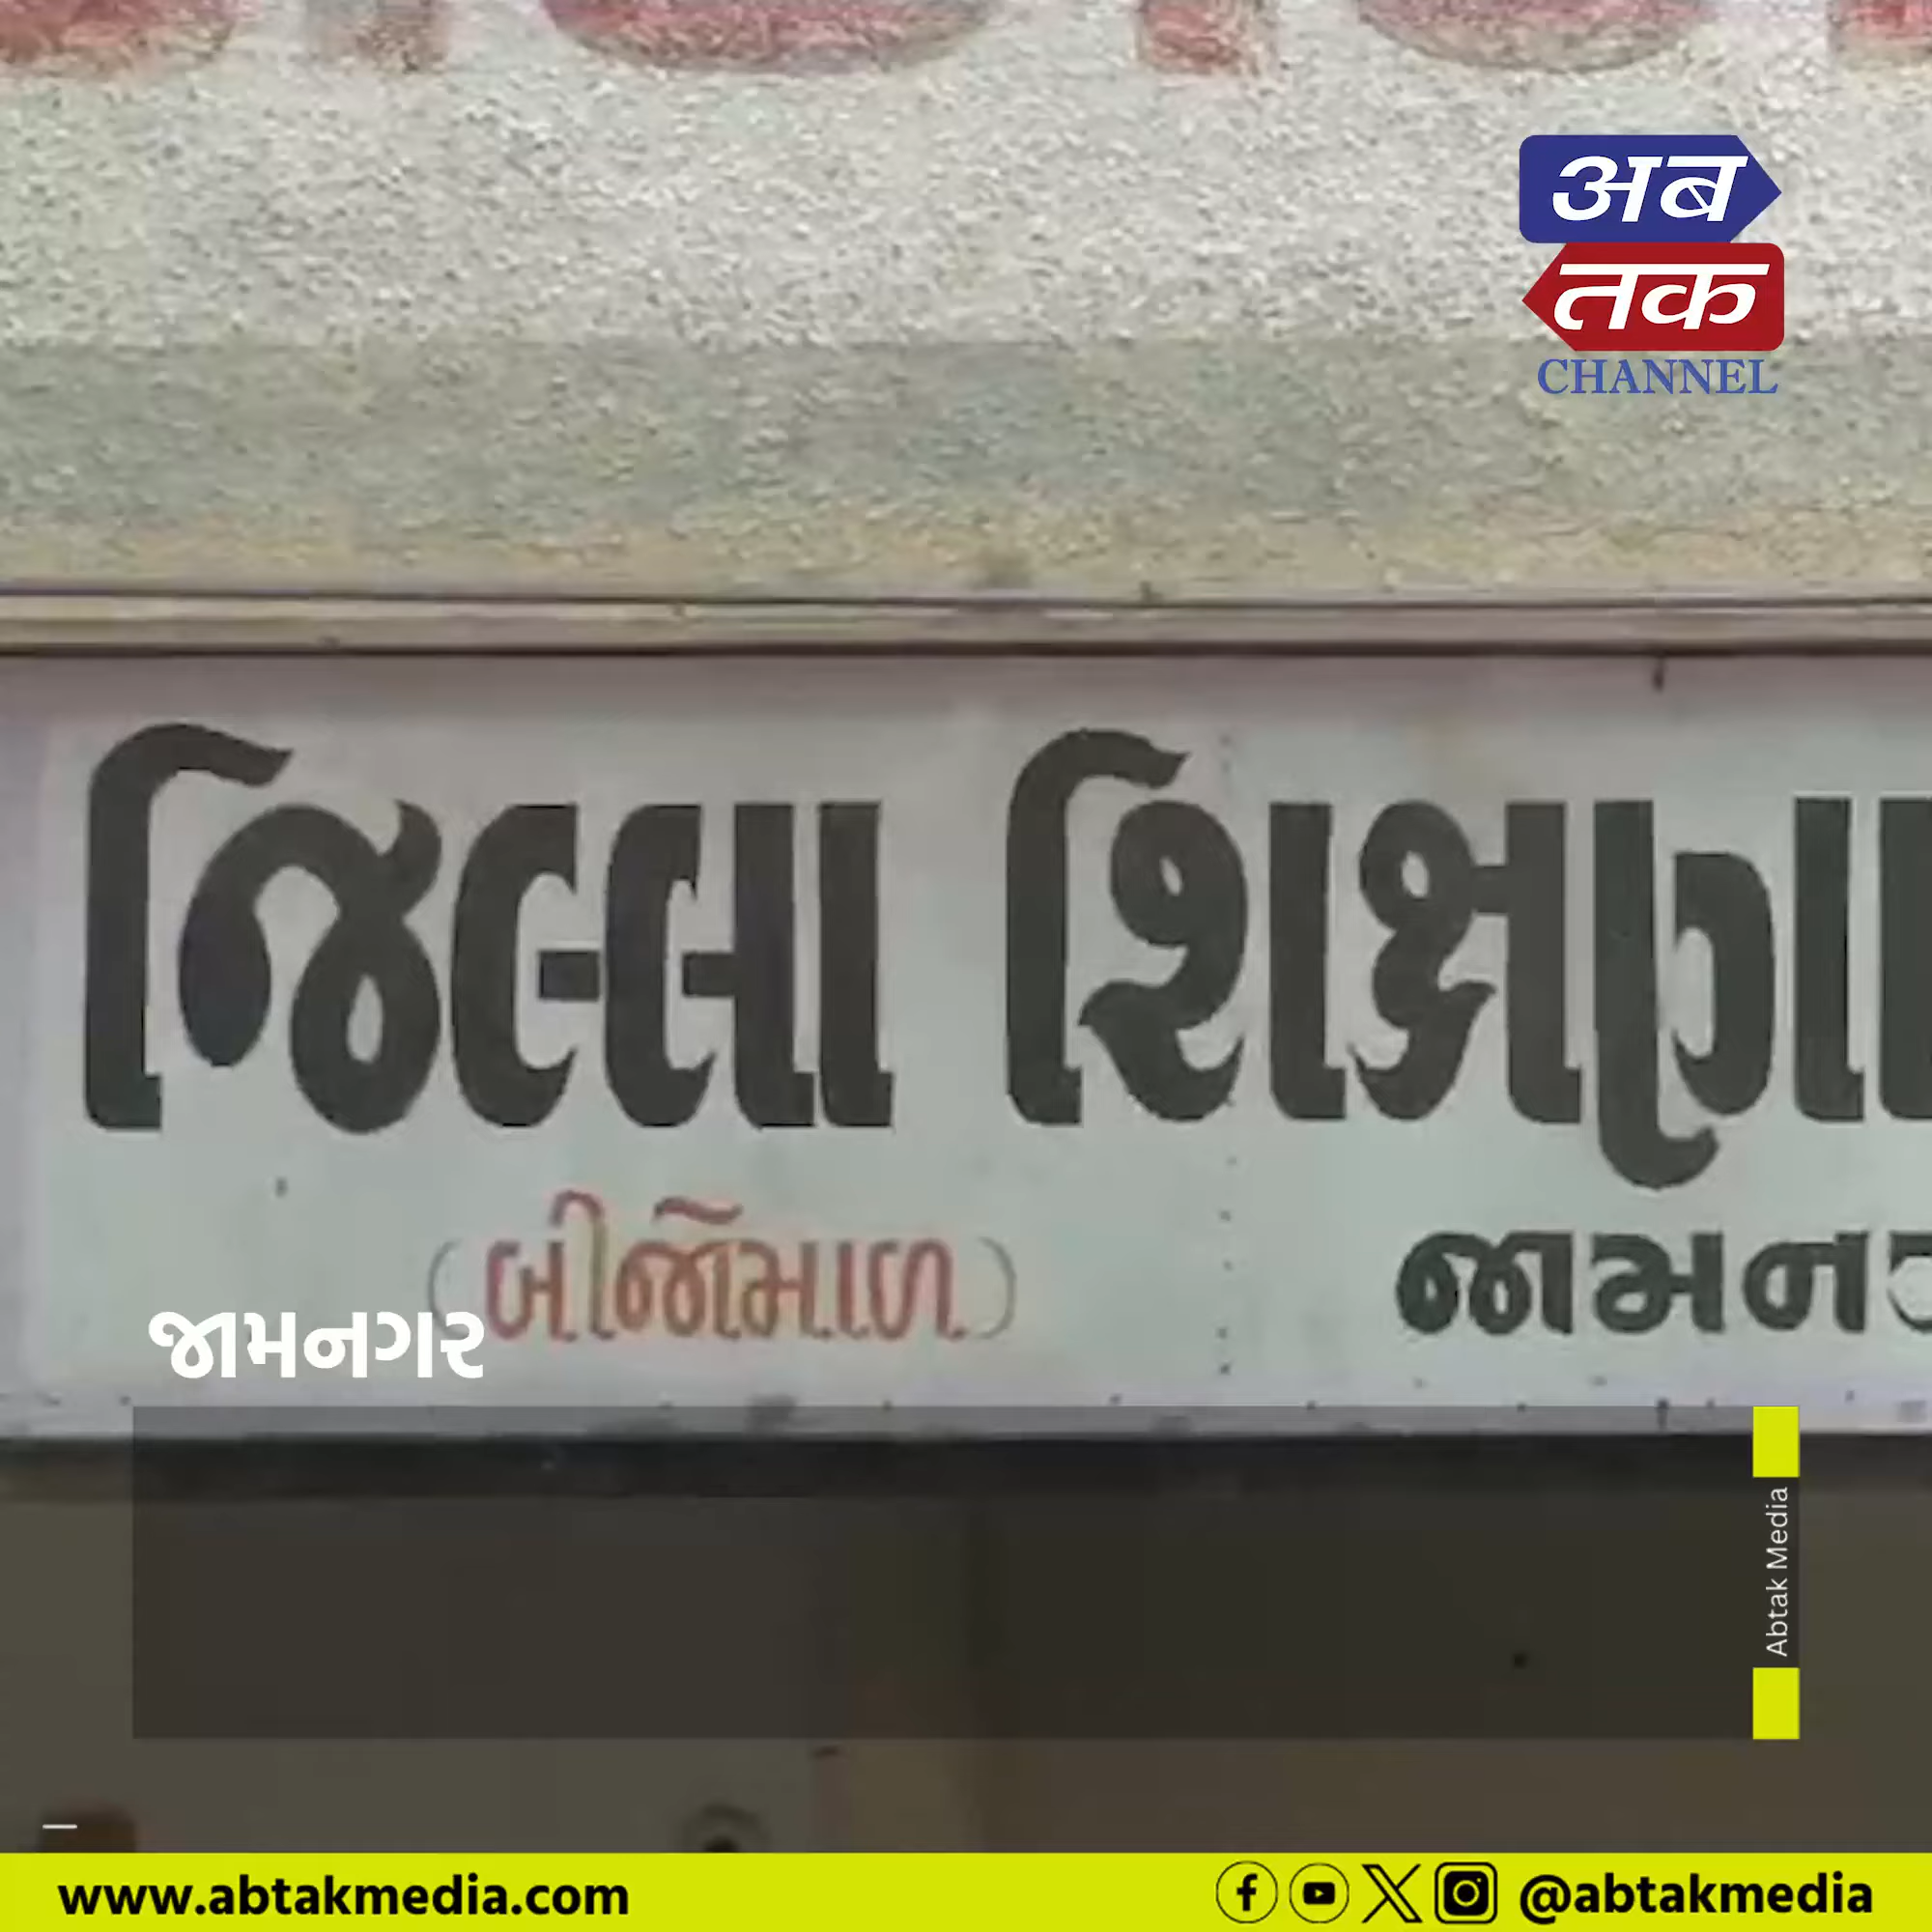 अब
तक
CHANNEL
જિલ્લા
(બીજોમાળ)
જામનગર
Abtak Media
www.abtakmedia.com
@abtakmedia